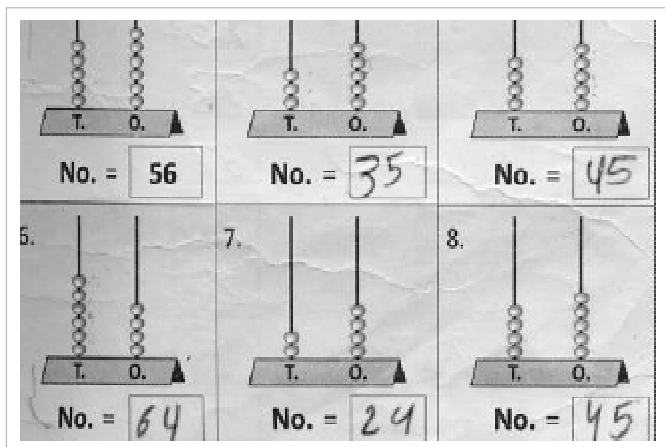 T. O. T. O. T. O.
No. = 56 No. = 35 No. = 45
6. 7. 8.
T. O. T. O. T. O.
No. = 64 No. = 24 No. = 45